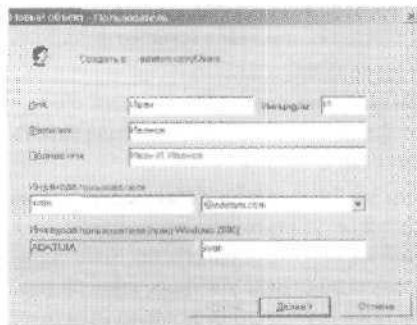 Новый объект - Пользователь
Создать в: adatum.com/Users
Имя: Иван Инициалы: И
Фамилия: Иванов
Полное имя: Иван И. Иванов
Имя входа пользователя:
ivan @adatum.com
Имя входа пользователя (пред-Windows 2000):
ADATUM\ ivan
Далее > Отмена